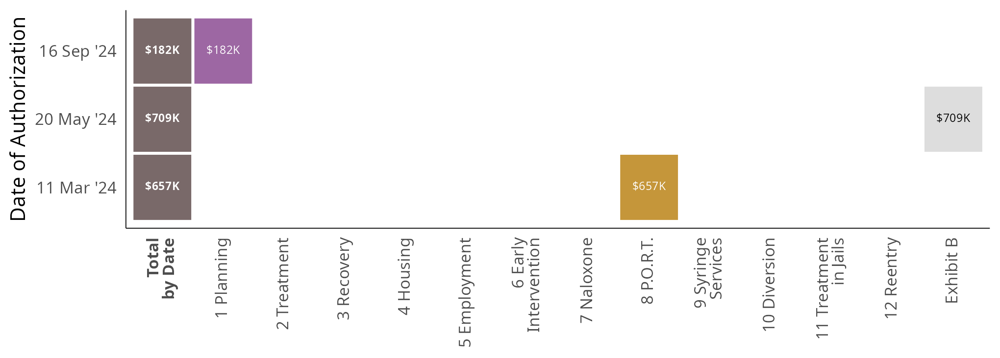 Date of Authorization
16 Sep '24
$182K
$182K
20 May '24
$709K
$709K
11 Mar '24
$657K
$657K
Total
by Date
1 Planning
2 Treatment
3 Recovery
4 Housing
5 Employment
6 Early
Intervention
7 Naloxone
8 P.O.R.T.
9 Syringe
Services
10 Diversion
11 Treatment
in Jails
12 Reentry
Exhibit B